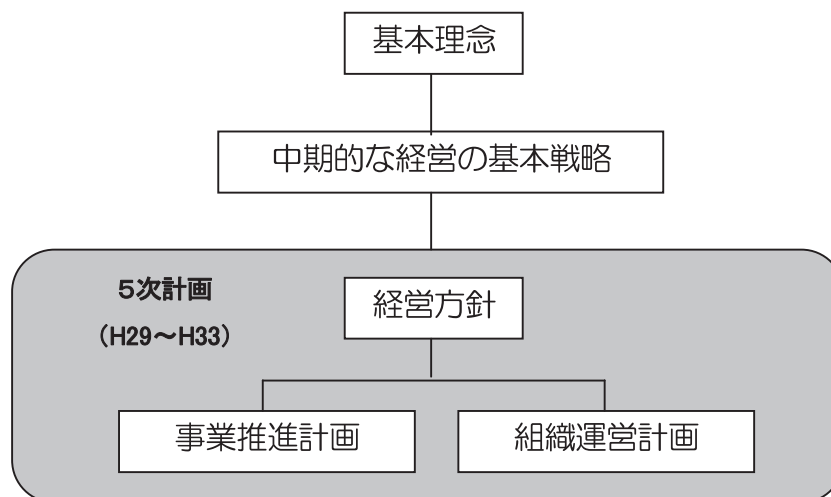 基本理念
中期的な経営の基本戦略
5次計画
（H29～H33）
経営方針
事業推進計画
組織運営計画